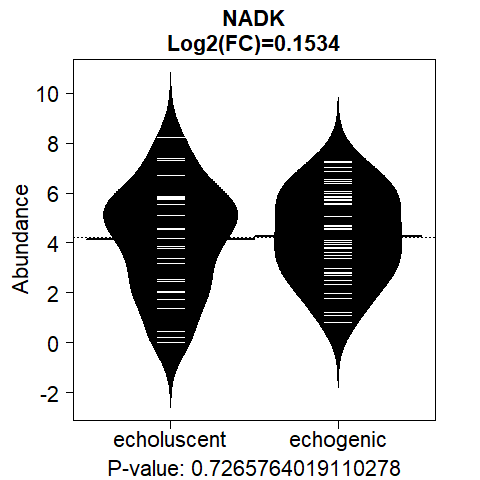 NADK
Log2(FC)=0.1534
Abundance
10
8
6
4
2
0
-2
echoluscent echogenic
P-value: 0.7265764019110278